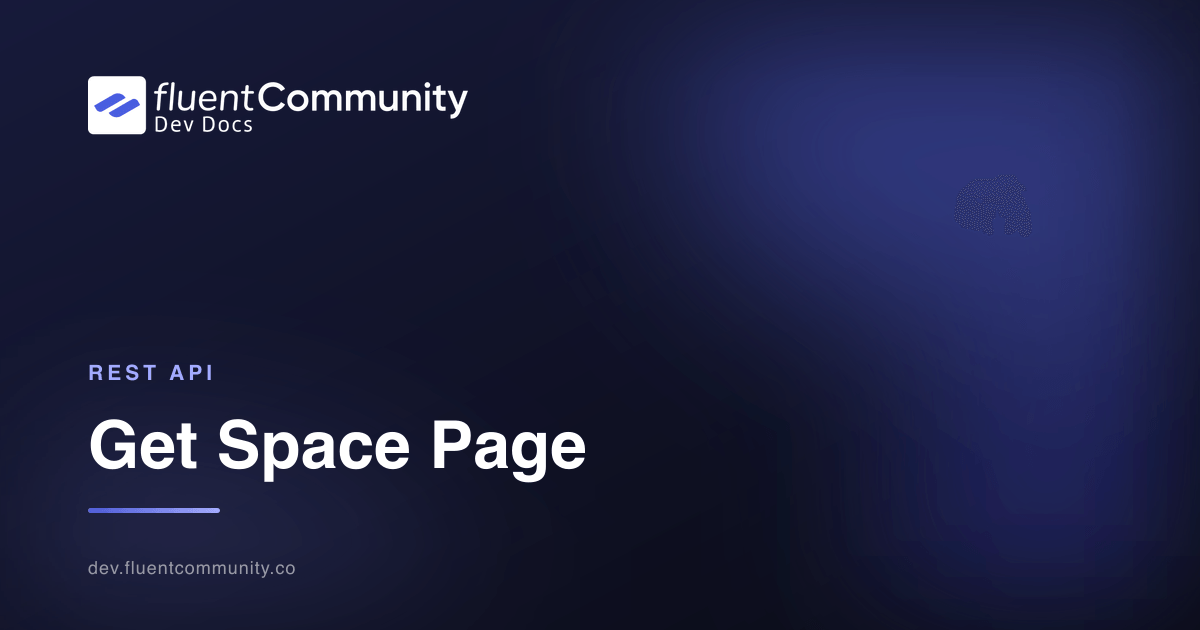 fluentCommunity
Dev Docs
REST API
Get Space Page
dev.fluentcommunity.co